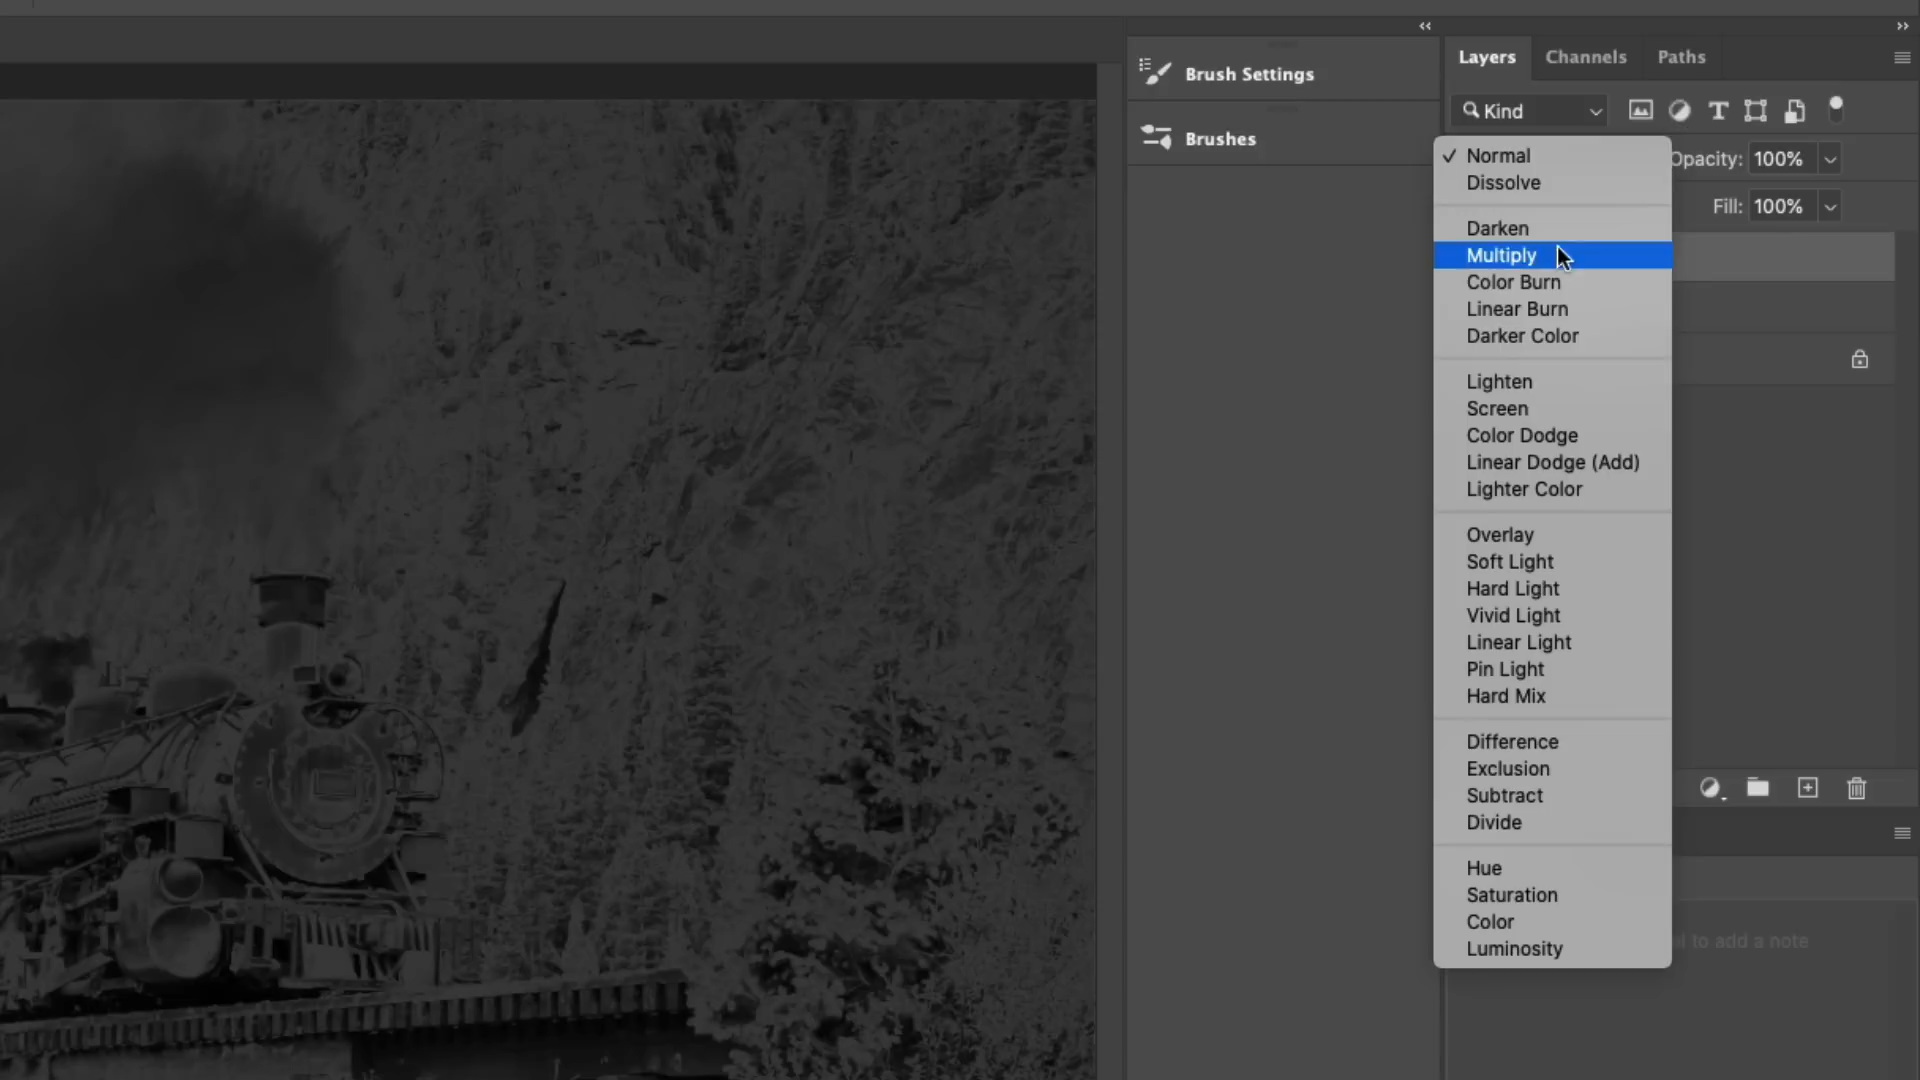 Brush Settings
Brushes
Layers Channels Paths
Kind
Opacity: 100%
Fill: 100%
✓ Normal
Dissolve
Darken
Multiply
Color Burn
Linear Burn
Darker Color
Lighten
Screen
Color Dodge
Linear Dodge (Add)
Lighter Color
Overlay
Soft Light
Hard Light
Vivid Light
Linear Light
Pin Light
Hard Mix
Difference
Exclusion
Subtract
Divide
Hue
Saturation
Color
Luminosity
to add a note